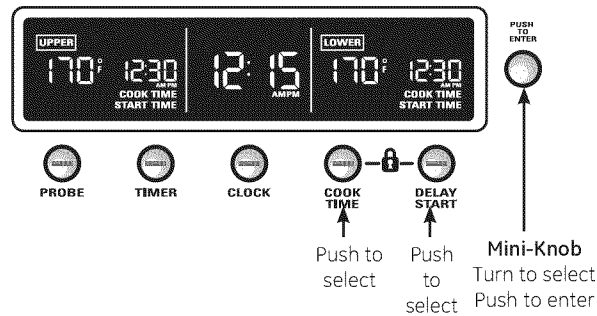 PUSH
TO
ENTER
UPPER
LOWER
170°F 12:30 12:15 170°F 12:30
AM PM AMPM AM PM
COOK TIME COOK TIME
START TIME START TIME
PROBE TIMER CLOCK COOK TIME DELAY START
Push to select
Push to select
Mini-Knob
Turn to select
Push to enter